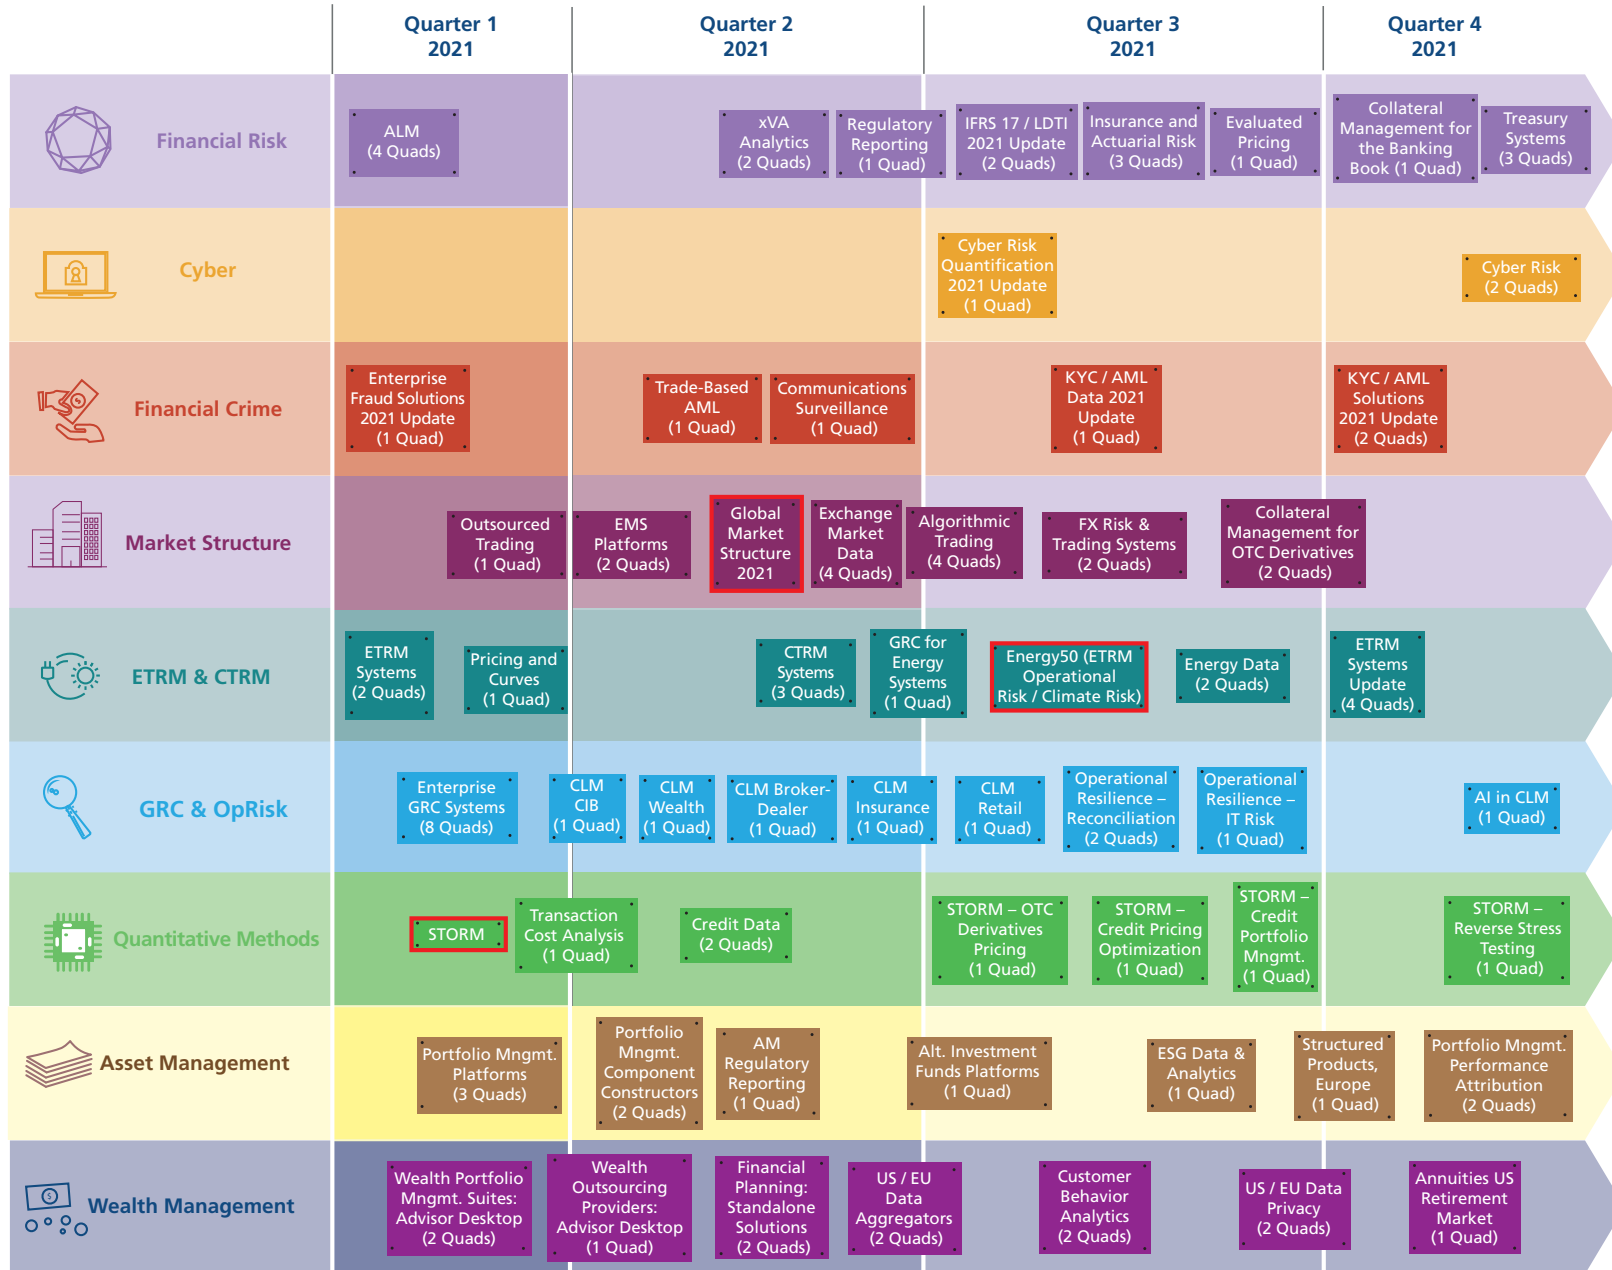 Quarter 1
2021
Quarter 2
2021
Quarter 3
2021
Quarter 4
2021
Financial Risk
ALM
(4 Quads)
xVA
Analytics
(2 Quads)
Regulatory
Reporting
(1 Quad)
IFRS 17 / LDTI
2021 Update
(2 Quads)
Insurance and
Actuarial Risk
(3 Quads)
Evaluated
Pricing
(1 Quad)
Collateral
Management for
the Banking
Book (1 Quad)
Treasury
Systems
(3 Quads)
Cyber
Cyber Risk
Quantification
2021 Update
(1 Quad)
Cyber Risk
(2 Quads)
Financial Crime
Enterprise
Fraud Solutions
2021 Update
(1 Quad)
Trade-Based
AML
(1 Quad)
Communications
Surveillance
(1 Quad)
KYC / AML
Data 2021
Update
(1 Quad)
KYC / AML
Solutions
2021 Update
(2 Quads)
Market Structure
Outsourced
Trading
(1 Quad)
EMS
Platforms
(2 Quads)
Global
Market
Structure
2021
Exchange
Market
Data
(4 Quads)
Algorithmic
Trading
(4 Quads)
FX Risk &
Trading Systems
(2 Quads)
Collateral
Management for
OTC Derivatives
(2 Quads)
ETRM & CTRM
ETRM
Systems
(2 Quads)
Pricing and
Curves
(1 Quad)
CTRM
Systems
(3 Quads)
GRC for
Energy
Systems
(1 Quad)
Energy50 (ETRM
Operational
Risk / Climate Risk)
Energy Data
(2 Quads)
ETRM
Systems
Update
(4 Quads)
GRC & OpRisk
Enterprise
GRC Systems
(8 Quads)
CLM
CIB
(1 Quad)
CLM
Wealth
(1 Quad)
CLM Broker-
Dealer
(1 Quad)
CLM
Insurance
(1 Quad)
CLM
Retail
(1 Quad)
Operational
Resilience –
Reconciliation
(2 Quads)
Operational
Resilience –
IT Risk
(1 Quad)
AI in CLM
(1 Quad)
Quantitative Methods
STORM
Transaction
Cost Analysis
(1 Quad)
Credit Data
(2 Quads)
STORM – OTC
Derivatives
Pricing
(1 Quad)
STORM –
Credit Pricing
Optimization
(1 Quad)
STORM –
Credit
Portfolio
Mngmt.
(1 Quad)
STORM –
Reverse Stress
Testing
(1 Quad)
Asset Management
Portfolio Mngmt.
Platforms
(3 Quads)
Portfolio
Mngmt.
Component
Constructors
(2 Quads)
AM
Regulatory
Reporting
(1 Quad)
Alt. Investment
Funds Platforms
(1 Quad)
ESG Data &
Analytics
(1 Quad)
Structured
Products,
Europe
(1 Quad)
Portfolio Mngmt.
Performance
Attribution
(2 Quads)
Wealth Management
Wealth Portfolio
Mngmt. Suites:
Advisor Desktop
(2 Quads)
Wealth
Outsourcing
Providers:
Advisor Desktop
(1 Quad)
Financial
Planning:
Standalone
Solutions
(2 Quads)
US / EU
Data
Aggregators
(2 Quads)
Customer
Behavior
Analytics
(2 Quads)
US / EU Data
Privacy
(2 Quads)
Annuities US
Retirement
Market
(1 Quad)